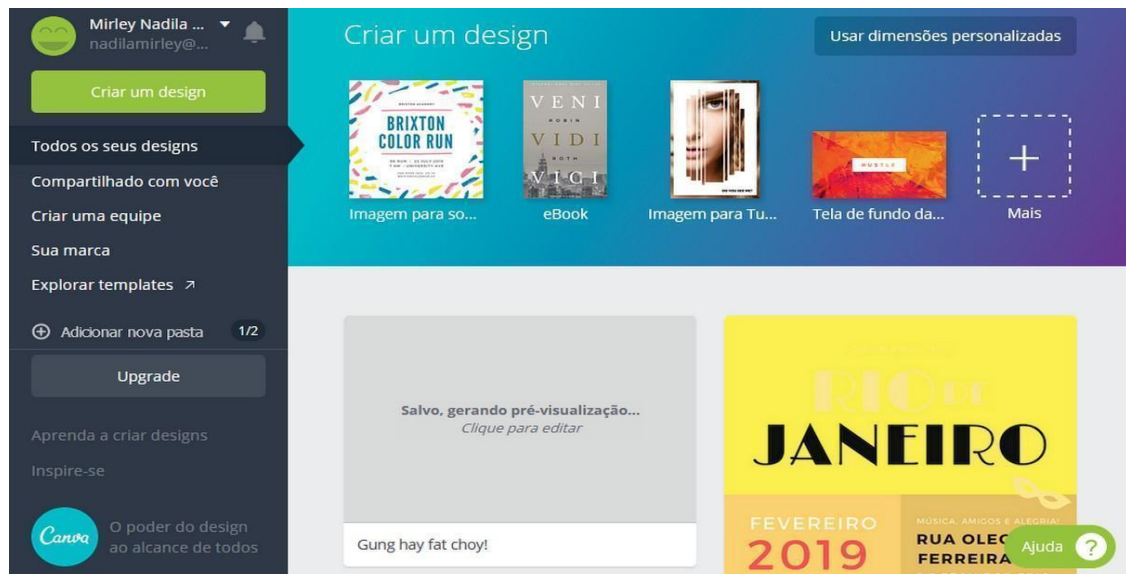 Mirley Nadila ...
nadilamirley@...
Criar um design
Todos os seus designs
Compartilhado com você
Criar uma equipe
Sua marca
Explorar templates
Adicionar nova pasta 1/2
Upgrade
Aprenda a criar designs
Inspire-se
Canva
O poder do design
ao alcance de todos
Criar um design
Usar dimensões personalizadas
BRIXTON
COLOR RUN
Imagem para so...
VENI
ROBIN
VIDI
ROTH
VICI
eBook
Imagem para Tu...
HUSTLE
Tela de fundo da...
Mais
Salvo, gerando pré-visualização...
Clique para editar
Gung hay fat choy!
RIO DE
JANEIRO
FEVEREIRO
2019
MÚSICA, AMIGOS E ALEGRIA!
RUA OLEG
FERREIRA
Ajuda ?